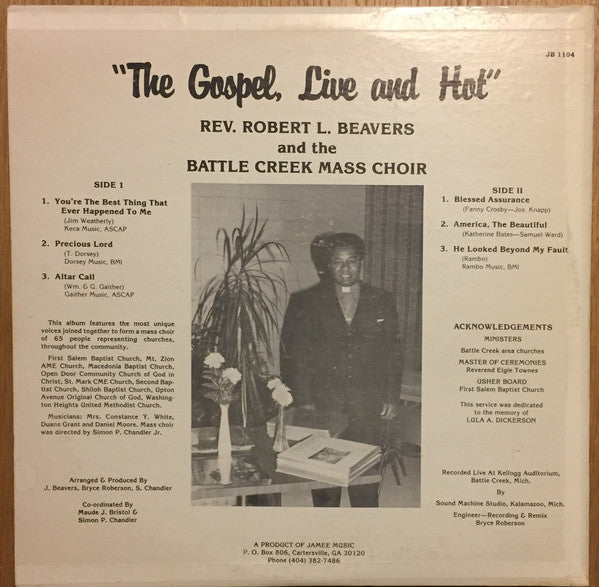 JB 1104
"The Gospel, Live and Hot"
REV. ROBERT L. BEAVERS
and the
BATTLE CREEK MASS CHOIR
SIDE 1
1. You're The Best Thing That
Ever Happened To Me
(Jim Weatherly)
Keca Music, ASCAP
2. Precious Lord
(T. Dorsey)
Dorsey Music, BMI
3. Altar Call
(Wm. & G. Gaither)
Gaither Music, ASCAP
This album features the most unique
voices joined together to form a mass choir
of 65 people representing churches,
throughout the community.
First Salem Baptist Church, Mt. Zion
AME Church, Macedonia Baptist Church,
Open Door Community Church of God in
Christ, St. Mark CME Church, Second Bap-
tist Church, Shiloh Baptist Church, Upton
Avenue Original Church of God, Washing-
ton Heights United Methodist Church.
Musicians: Mrs. Constance Y. White,
Duane Grant and Daniel Moore. Mass choir
was directed by Simon P. Chandler Jr.
Arranged & Produced By
J. Beavers, Bryce Roberson, S. Chandler
Co-ordinated By
Maude J. Bristol &
Simon P. Chandler
SIDE II
1. Blessed Assurance
(Fanny Crosby—Jos. Knapp)
2. America, The Beautiful
(Katherine Bates—Samuel Ward)
3. He Looked Beyond My Fault
(Rambo)
Rambo Music, BMI
ACKNOWLEDGEMENTS
MINISTERS
Battle Creek area churches
MASTER OF CEREMONIES
Reverend Elgie Townes
USHER BOARD
First Salem Baptist Church
This service was dedicated
to the memory of
LULA A. DICKERSON
Recorded Live At Kellogg Auditorium,
Battle Creek, Mich.
By
Sound Machine Studio, Kalamazoo, Mich.
Engineer—Recording & Remix
Bryce Roberson
A PRODUCT OF JAMEE MUSIC
P. O. Box 806, Cartersville, GA 30120
Phone (404) 382-7486